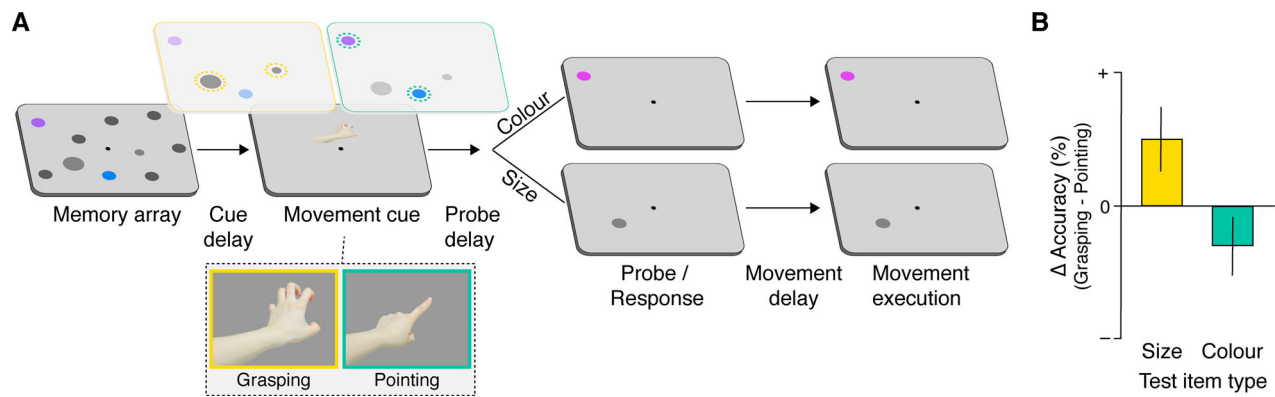 A
Memory array
Cue
delay
Movement cue
Probe
delay
Grasping
Pointing
Colour
Size
Probe /
Response
Movement
delay
Movement
execution
B
Δ Accuracy (%)
(Grasping - Pointing)
+
0
–
Size
Colour
Test item type